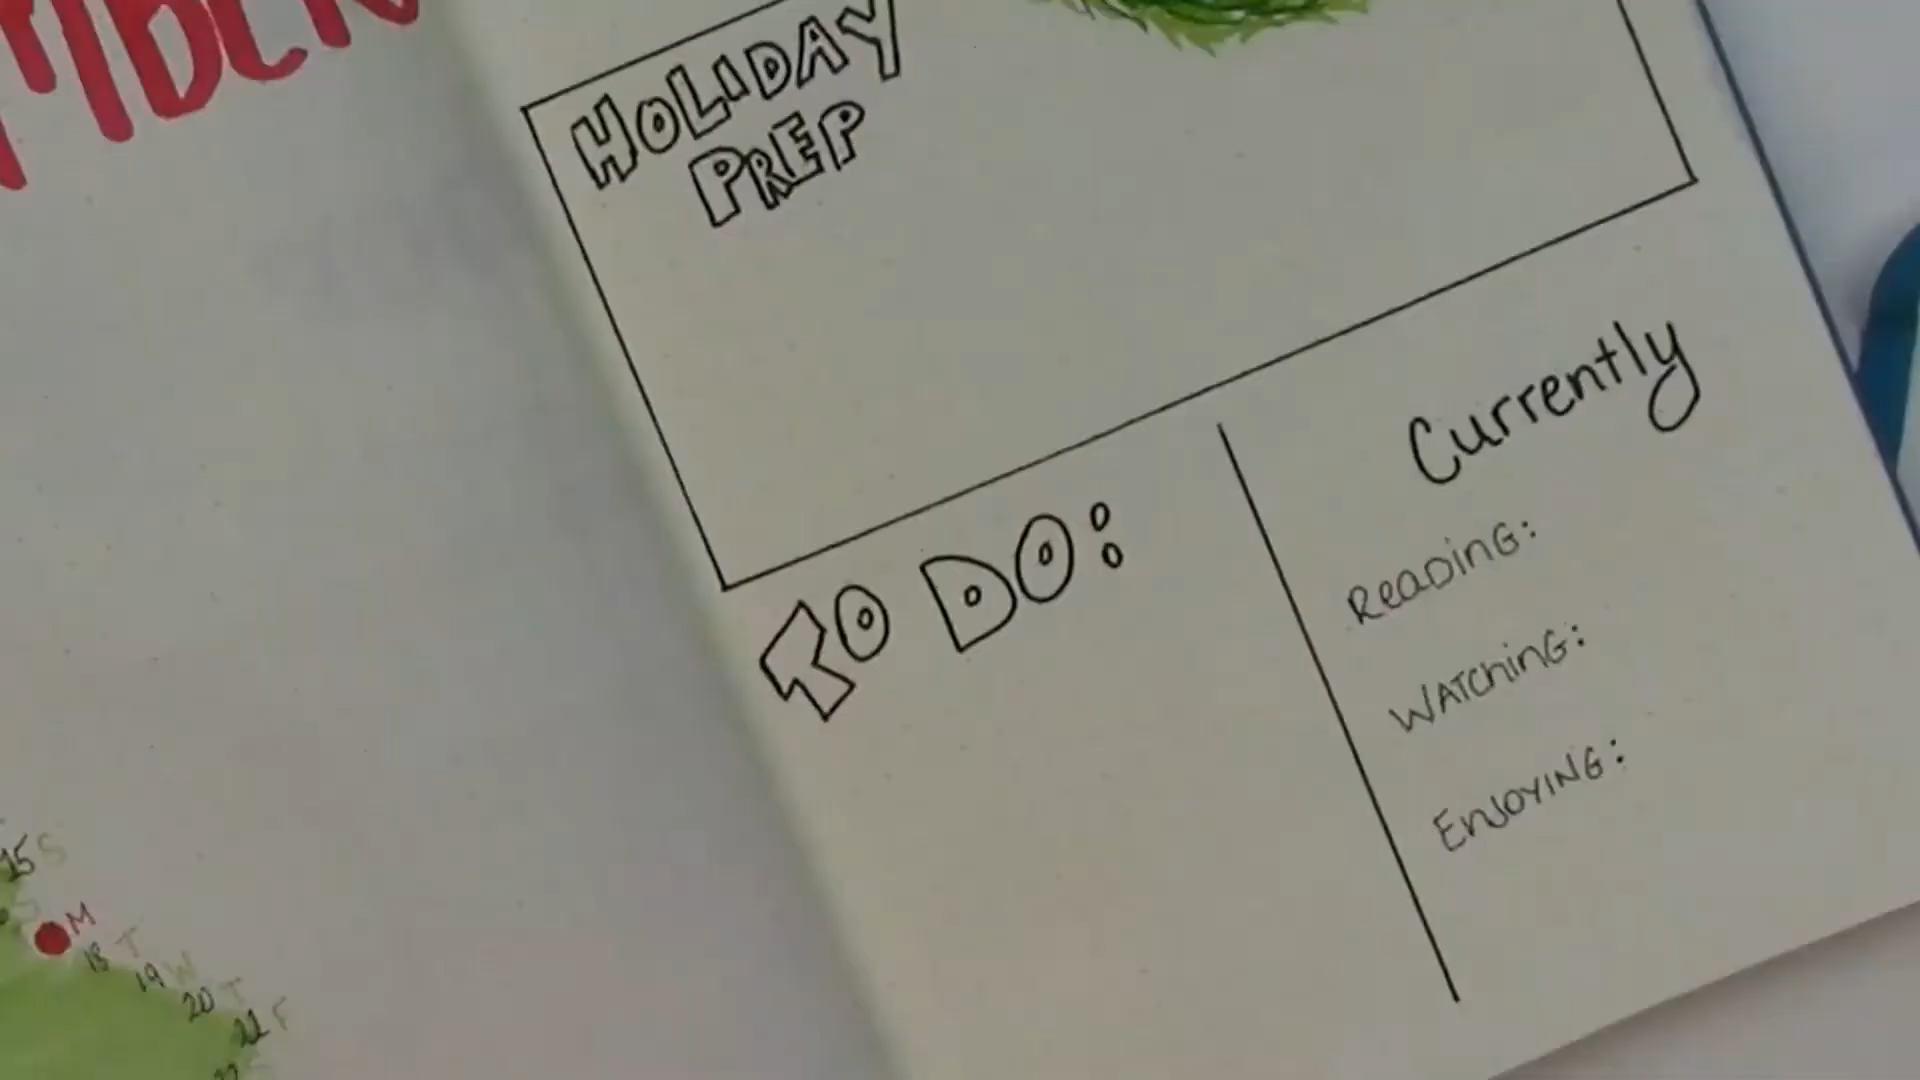 HOLIDAY
PREP
TO DO:
Currently
Reading:
WATching:
EnJOYING:
15 S
M
18 T
19 W
20 T
21 F